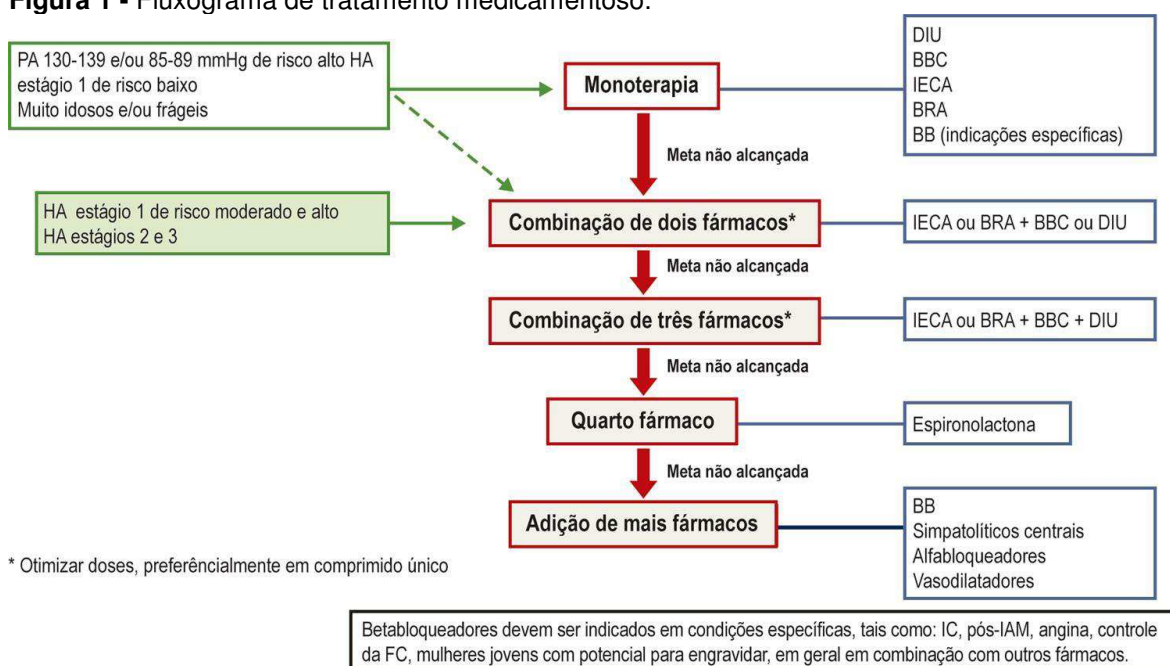 Figura 1 - Fluxograma de tratamento medicamentoso.
PA 130-139 e/ou 85-89 mmHg de risco alto HA
estágio 1 de risco baixo
Muito idosos e/ou frágeis
Monoterapia
DIU
BBC
IECA
BRA
BB (indicações específicas)
Meta não alcançada
HA estágio 1 de risco moderado e alto
HA estágios 2 e 3
Combinação de dois fármacos*
IECA ou BRA + BBC ou DIU
Meta não alcançada
Combinação de três fármacos*
IECA ou BRA + BBC + DIU
Meta não alcançada
Quarto fármaco
Espironolactona
Meta não alcançada
Adição de mais fármacos
BB
Simpatolíticos centrais
Alfabloqueadores
Vasodilatadores
* Otimizar doses, preferêncialmente em comprimido único
Betabloqueadores devem ser indicados em condições específicas, tais como: IC, pós-IAM, angina, controle
da FC, mulheres jovens com potencial para engravidar, em geral em combinação com outros fármacos.